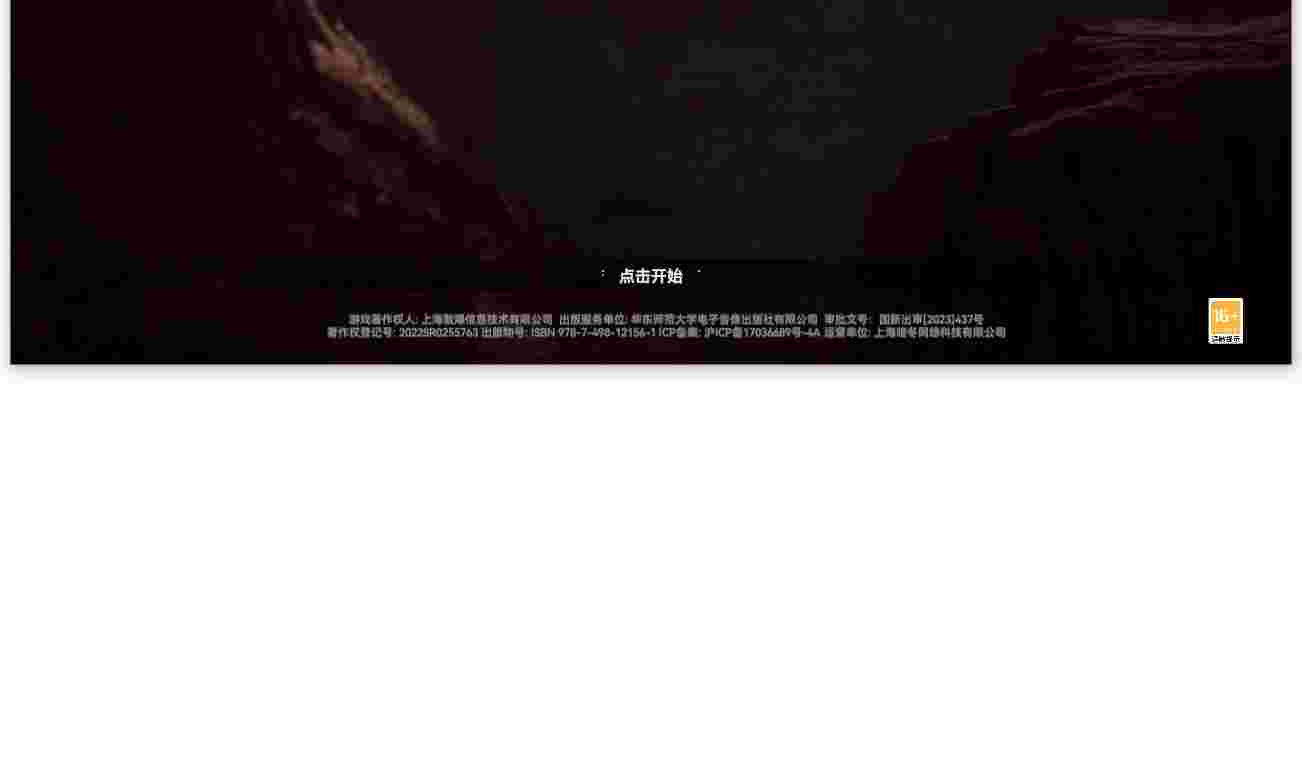 点击开始
游戏著作权人: 上海散爆信息技术有限公司 出版服务单位: 华东师范大学电子音像出版社有限公司 审批文号: 国新出审[2023]437号
著作权登记号: 2022SR0255763 出版物号: ISBN 978-7-498-12156-1 ICP备案: 沪ICP备17036689号-4A 运营单位: 上海暖冬网络科技有限公司
16+
适龄提示